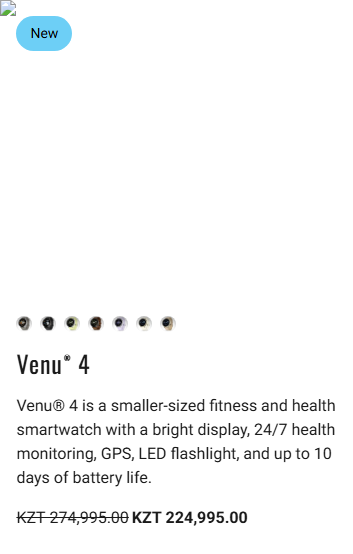 New
Venu® 4
Venu® 4 is a smaller-sized fitness and health
smartwatch with a bright display, 24/7 health
monitoring, GPS, LED flashlight, and up to 10
days of battery life.
KZT 274,995.00 KZT 224,995.00